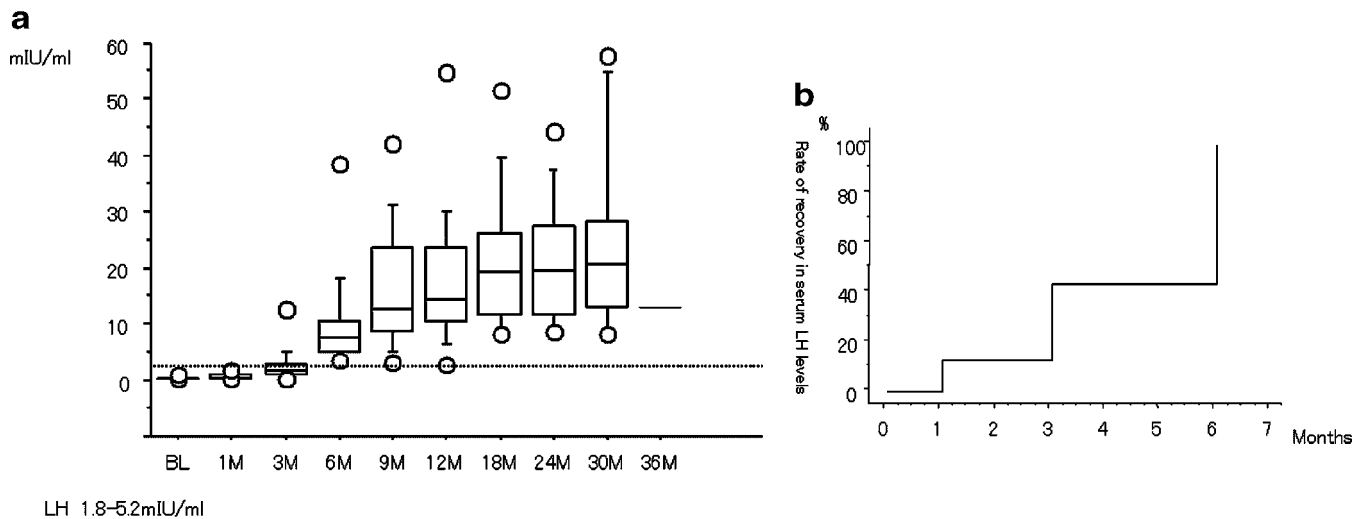 a
mIU/ml
60
50
40
30
20
10
0
BL 1M 3M 6M 9M 12M 18M 24M 30M 36M
LH 1.8-5.2mIU/ml
b
%
Rate of recovery in serum LH levels
100
80
60
40
20
0
0 1 2 3 4 5 6 7
Months